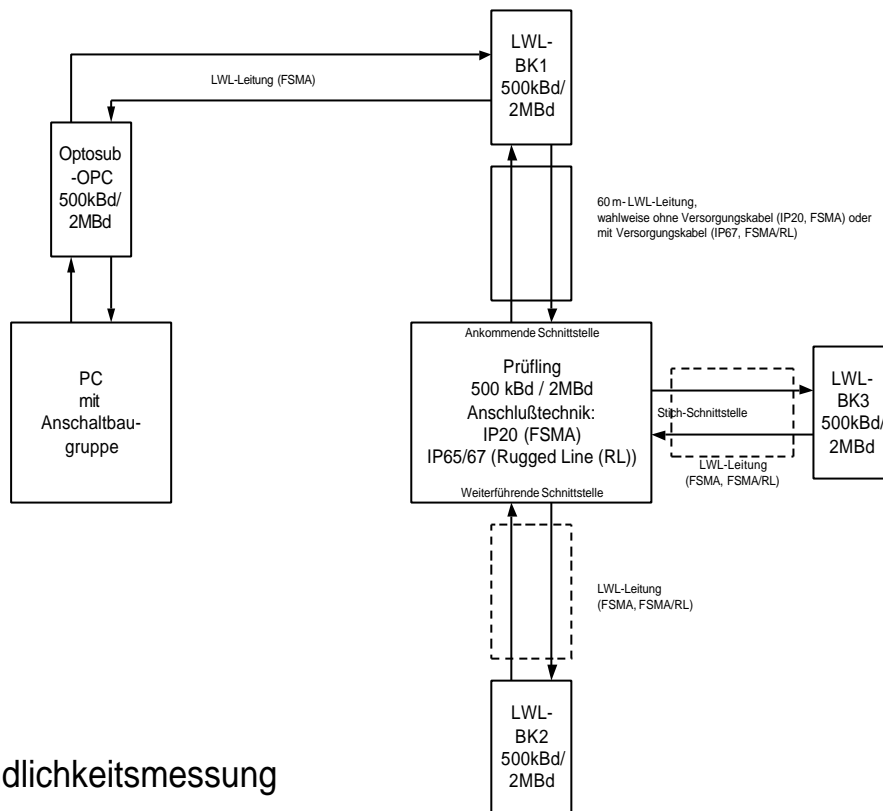 LWL-
BK1
500kBd/
2MBd
LWL-Leitung (FSMA)
Optosub
-OPC
500kBd/
2MBd
60 m- LWL-Leitung,
wahlweise ohne Versorgungskabel (IP20, FSMA) oder
mit Versorgungskabel (IP67, FSMA/RL)
PC
mit
Anschaltbau-
gruppe
Ankommende Schnittstelle
Prüfling
500 kBd / 2MBd
Anschlußtechnik:
IP20 (FSMA)
IP65/67 (Rugged Line (RL))
Weiterführende Schnittstelle
Stich-Schnittstelle
LWL-Leitung
(FSMA, FSMA/RL)
LWL-
BK3
500kBd/
2MBd
LWL-Leitung
(FSMA, FSMA/RL)
LWL-
BK2
500kBd/
2MBd
dlichkeitsmessung